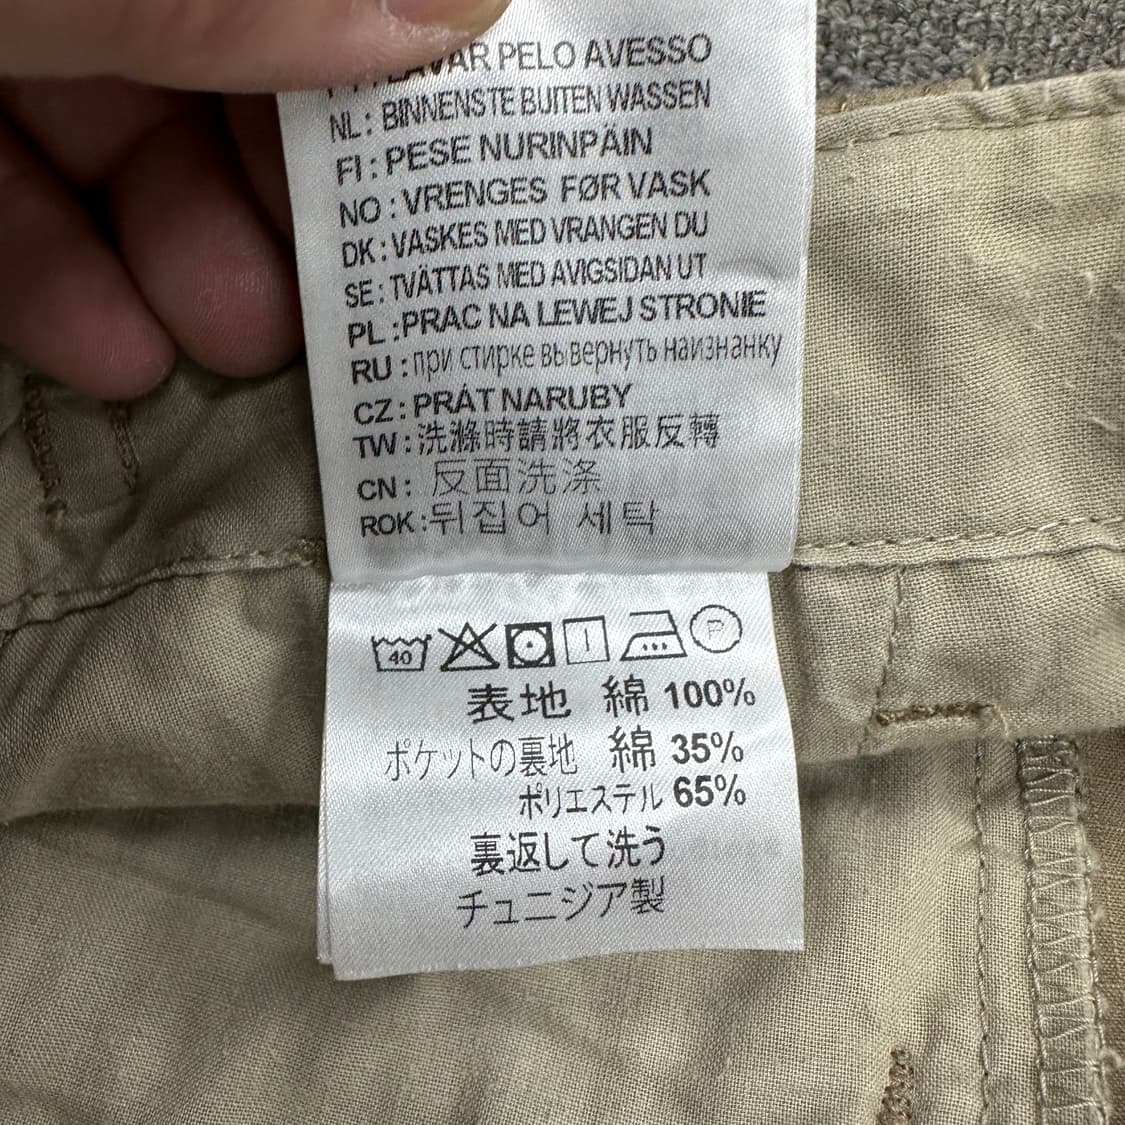 LAVAR PELO AVESSO
NL: BINNENSTE BUITEN WASSEN
FI : PESE NURINPÄIN
NO : VRENGES FØR VASK
DK : VASKES MED VRANGEN DU
SE : TVÄTTAS MED AVIGSIDAN UT
PL :PRAC NA LEWEJ STRONIE
RU : при стирке вывернуть наизнанку
CZ : PRÁT NARUBY
TW : 洗滌時請將衣服反轉
CN : 反面洗涤
ROK :뒤집어 세탁
40 P
表地 綿 100%
ポケットの裏地 綿 35%
ポリエステル 65%
裏返して洗う
チュニジア製